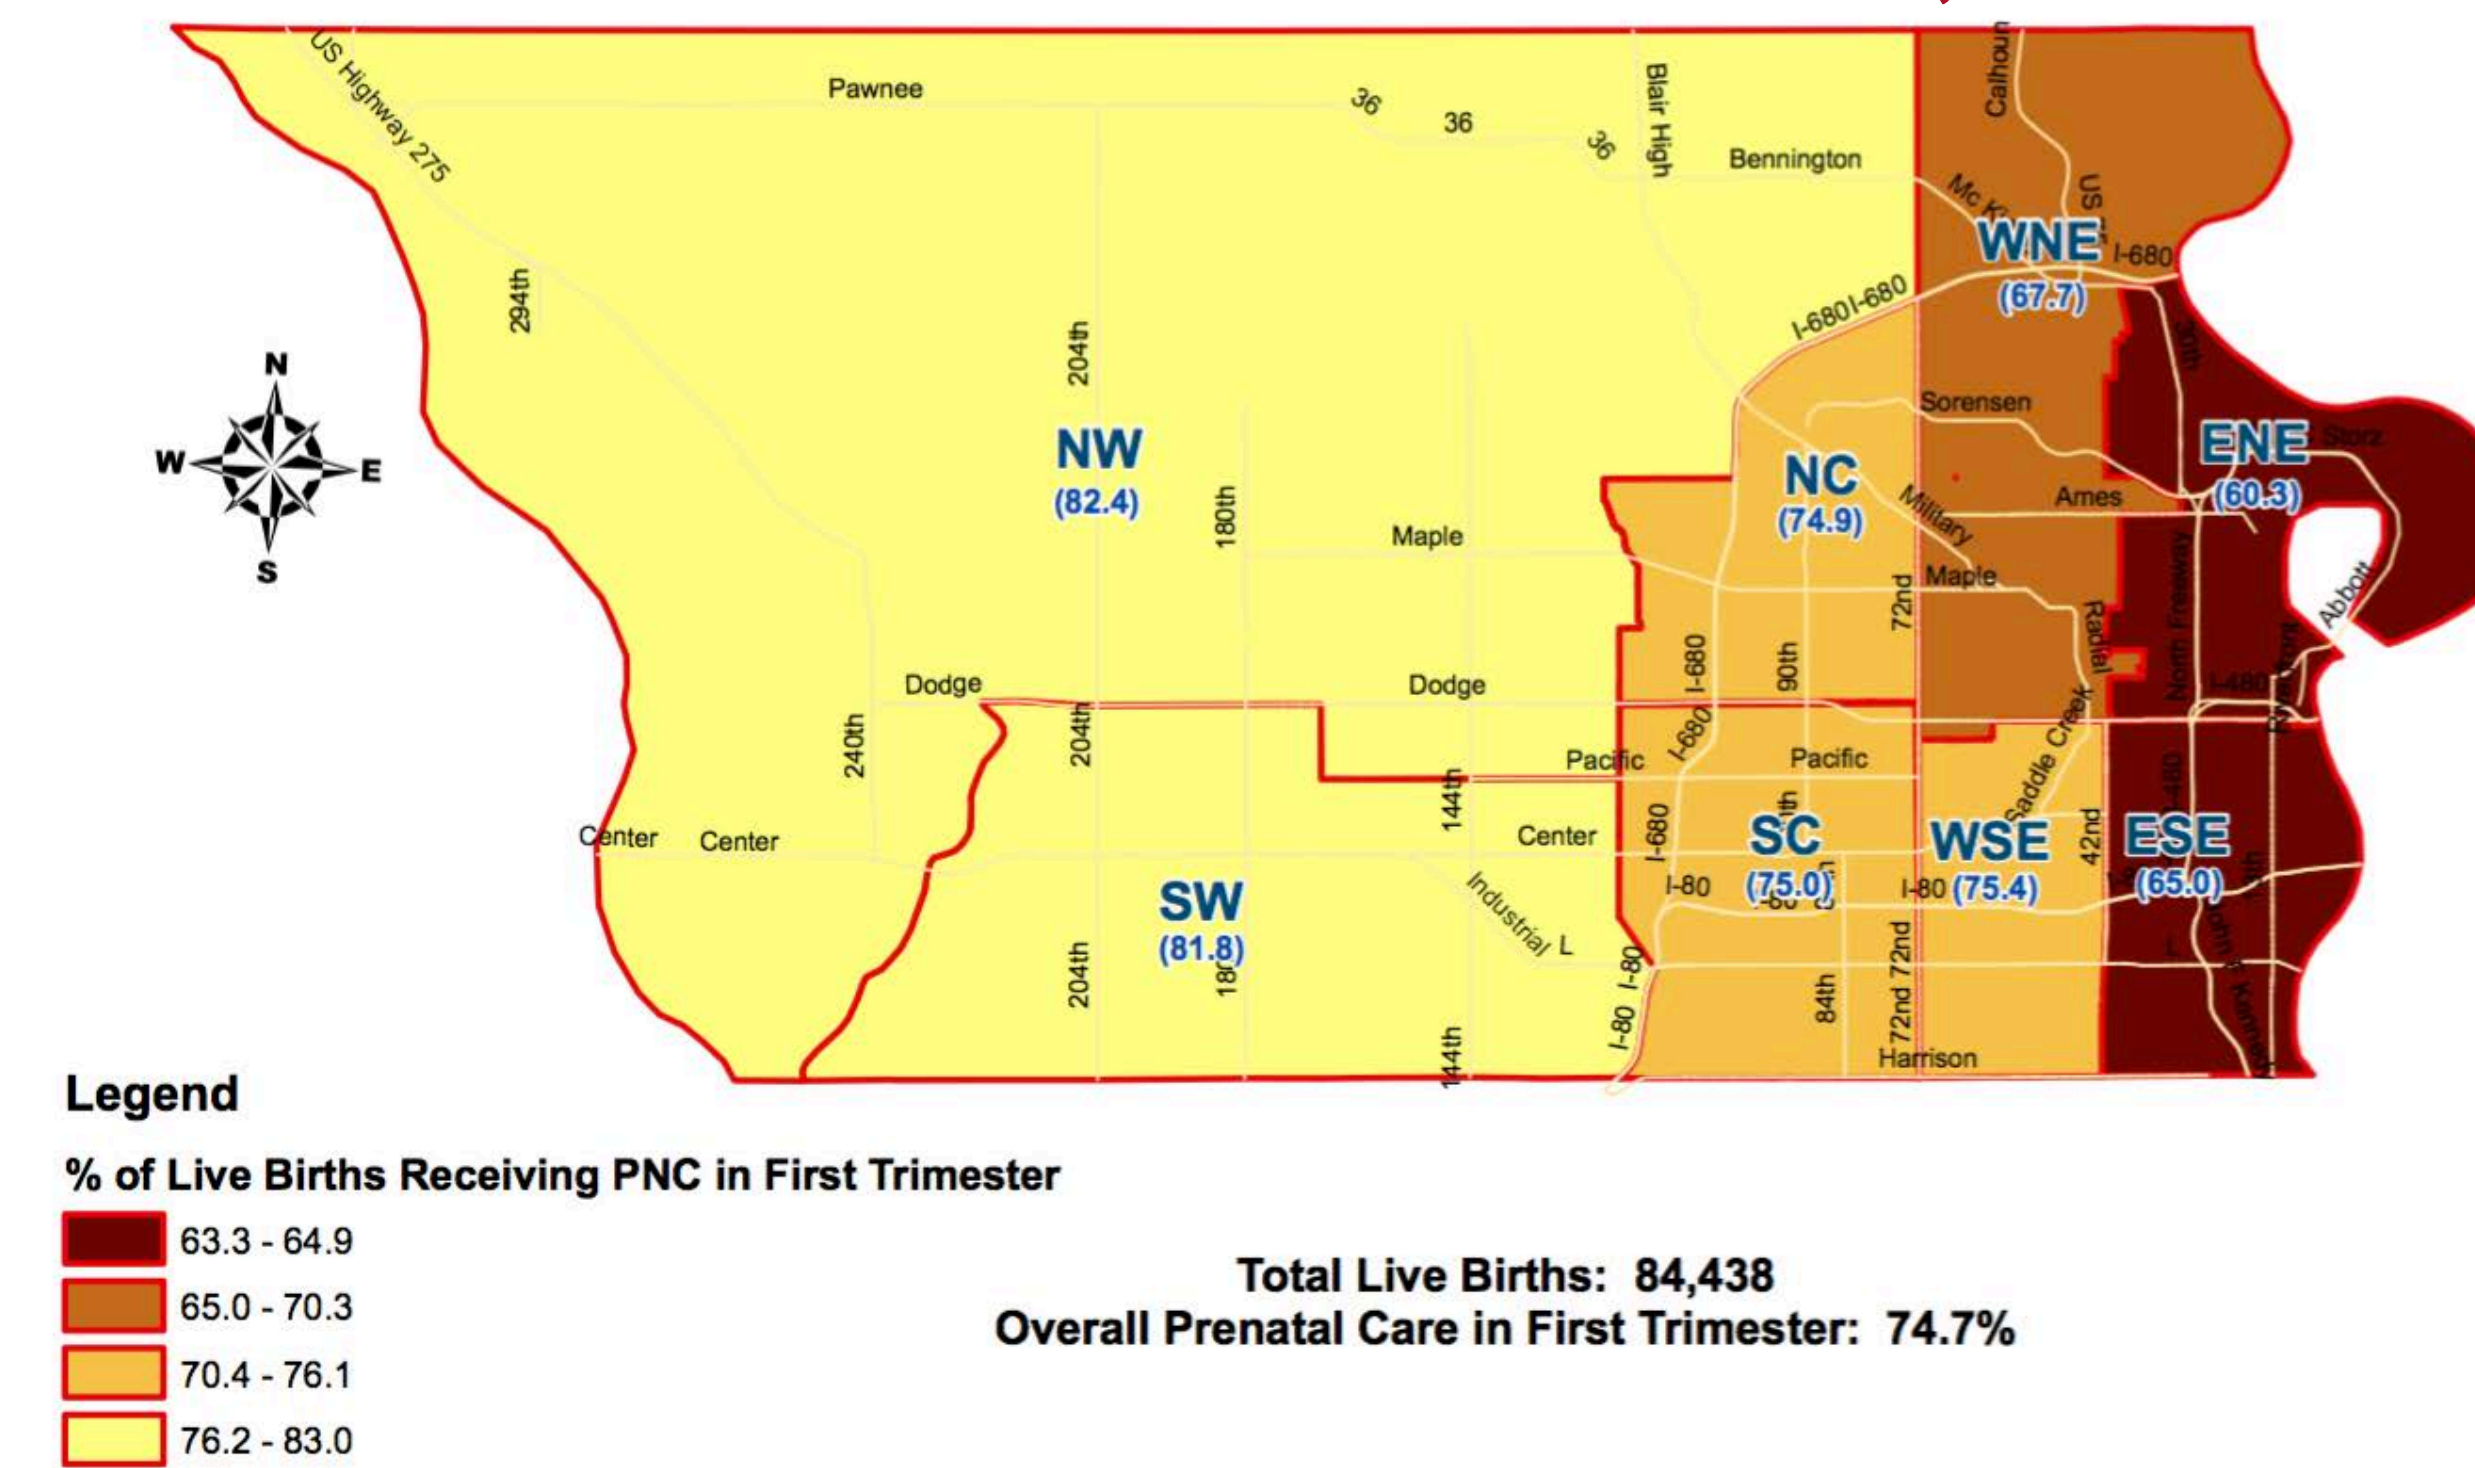 Calhoun
US Highway 275
Pawnee
36
36
36
Blair High
Bennington
US
WNE
(67.7)
I-680
I-680
I-680
294th
204th
30th
N
W
E
S
NW
(82.4)
180th
Sorensen
NC
(74.9)
ENE
(60.3)
Storz
Military
Ames
Maple
Maple
72nd
Radial
North Freeway
Abbott
I-680
90th
Dodge
Dodge
240th
204th
I-680
Saddle Creek
I-480
Riverfront
Pacific
Pacific
144th
Center
Center
Center
I-680
SC
(75.0)
WSE
(75.4)
42nd
ESE
(65.0)
I-80
I-80
SW
(81.8)
Industrial
L
204th
I-80
I-80
84th
72nd
72nd
144th
Harrison
Legend
% of Live Births Receiving PNC in First Trimester
63.3 - 64.9
65.0 - 70.3
70.4 - 76.1
76.2 - 83.0
Total Live Births: 84,438
Overall Prenatal Care in First Trimester: 74.7%